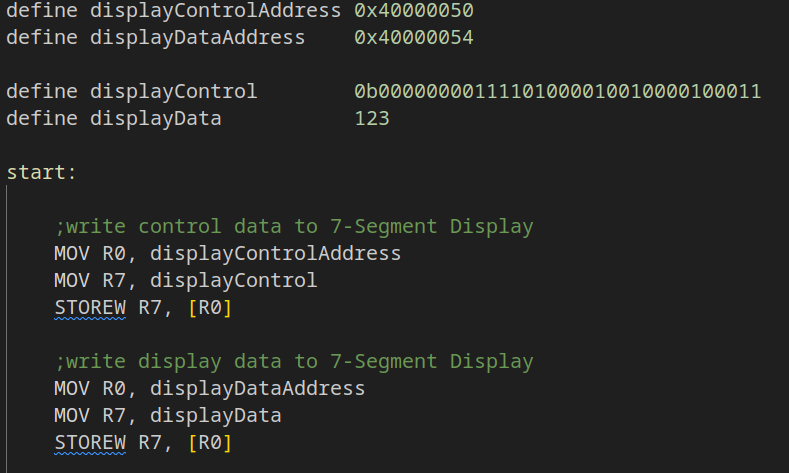 define displayControlAddress 0x40000050
define displayDataAddress    0x40000054
define displayControl        0b00000000111101000010010000100011
define displayData           123
start:
;write control data to 7-Segment Display
MOV R0, displayControlAddress
MOV R7, displayControl
STOREW R7, [R0]
;write display data to 7-Segment Display
MOV R0, displayDataAddress
MOV R7, displayData
STOREW R7, [R0]